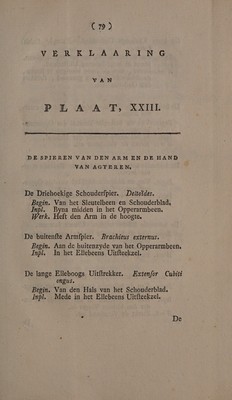 ( 79 )
VERKLAARING
VAN
PLAAT, XXIII.
DE SPIEREN VAN DEN ARM EN DE HAND
VAN AGTEREN.
De Driehoekige Schouderſpier. Deltoides.
Begin. Van het Sleutelbeen en Schouderblad.
Inpl. Byna midden in het Opperarmbeen.
Werk. Heft den Arm in de hoogte.
De buitenſte Armſpier. Brachieus externus.
Begin. Aan de buitenzyde van het Opperarmbeen.
Inpl. In het Ellebeens Uitſteekzel.
De lange Ellebooga Uitſtrekker. Extenſor Cubiti
ongus.
Begin. Van den Hals van het Schouderblad.
Inpl. Mede in het Ellebeens Uitſteekzel.
De